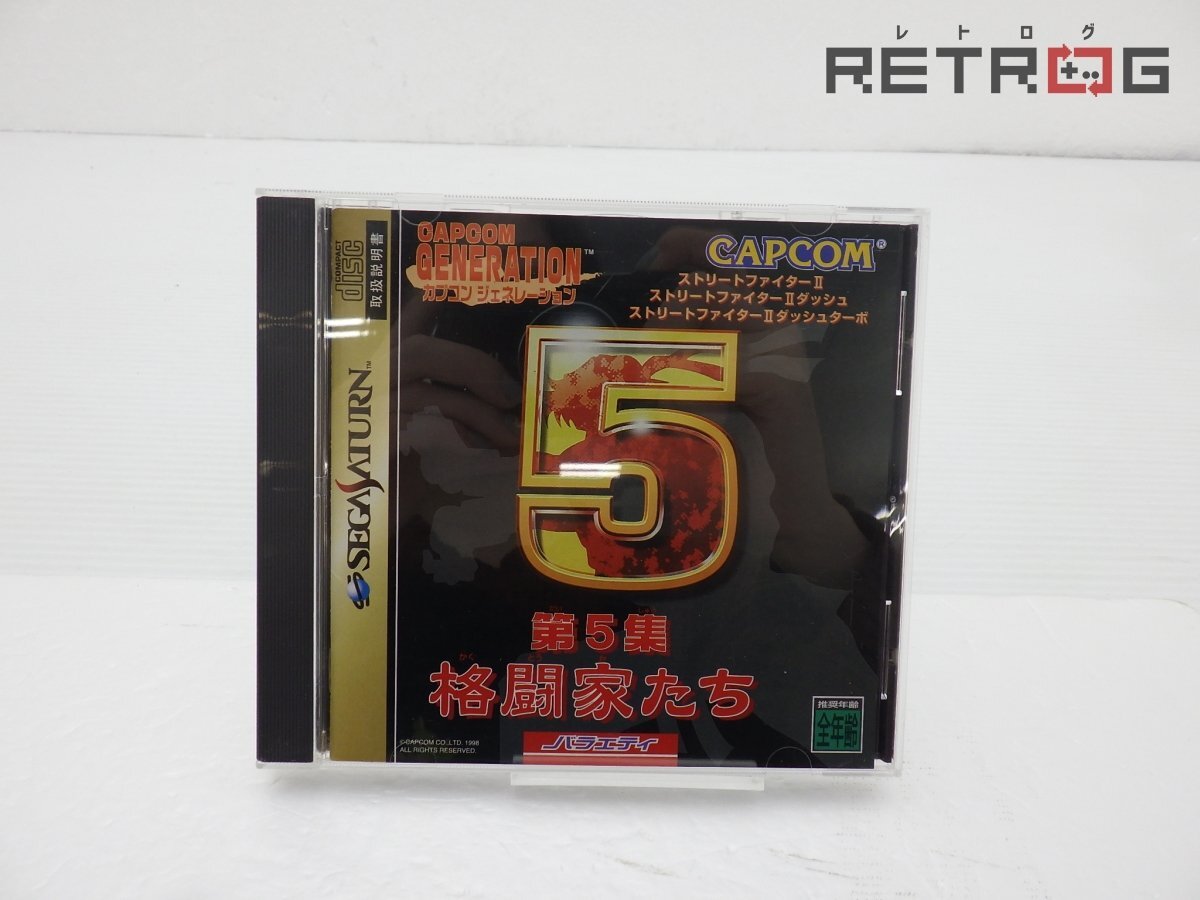 レトログ
RETROG
COMPACT
disc
取扱説明書
SEGASATURN™
CAPCOM
GENERATION™
カプコン ジェネレーション
CAPCOM®
ストリートファイターⅡ
ストリートファイターⅡダッシュ
ストリートファイターⅡダッシュターボ
5
第5集
格闘家たち
©CAPCOM CO., LTD. 1998
ALL RIGHTS RESERVED.
バラエティ
推奨年齢
全年齢